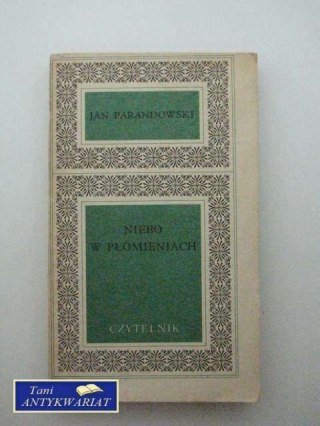 JAN PARANDOWSKI
NIEBO
W PŁOMIENIACH
CZYTELNIK
Tani
ANTYKWARIAT